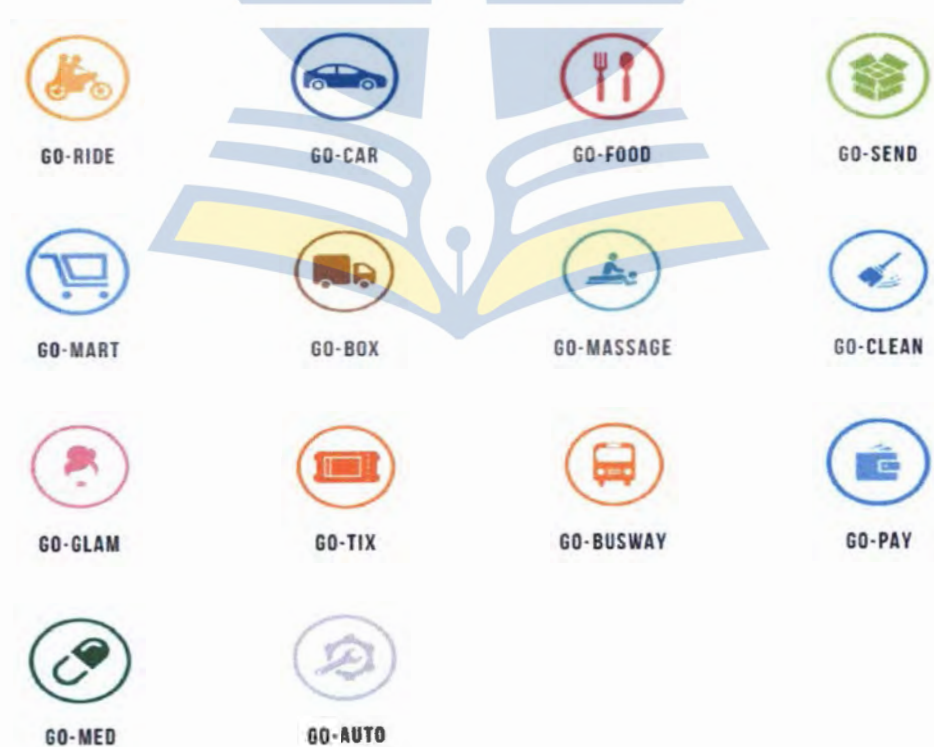 GO-RIDE
GO-CAR
GO-FOOD
GO-SEND
GO-MART
GO-BOX
GO-MASSAGE
GO-CLEAN
GO-GLAM
GO-TIX
GO-BUSWAY
GO-PAY
GO-MED
GO-AUTO